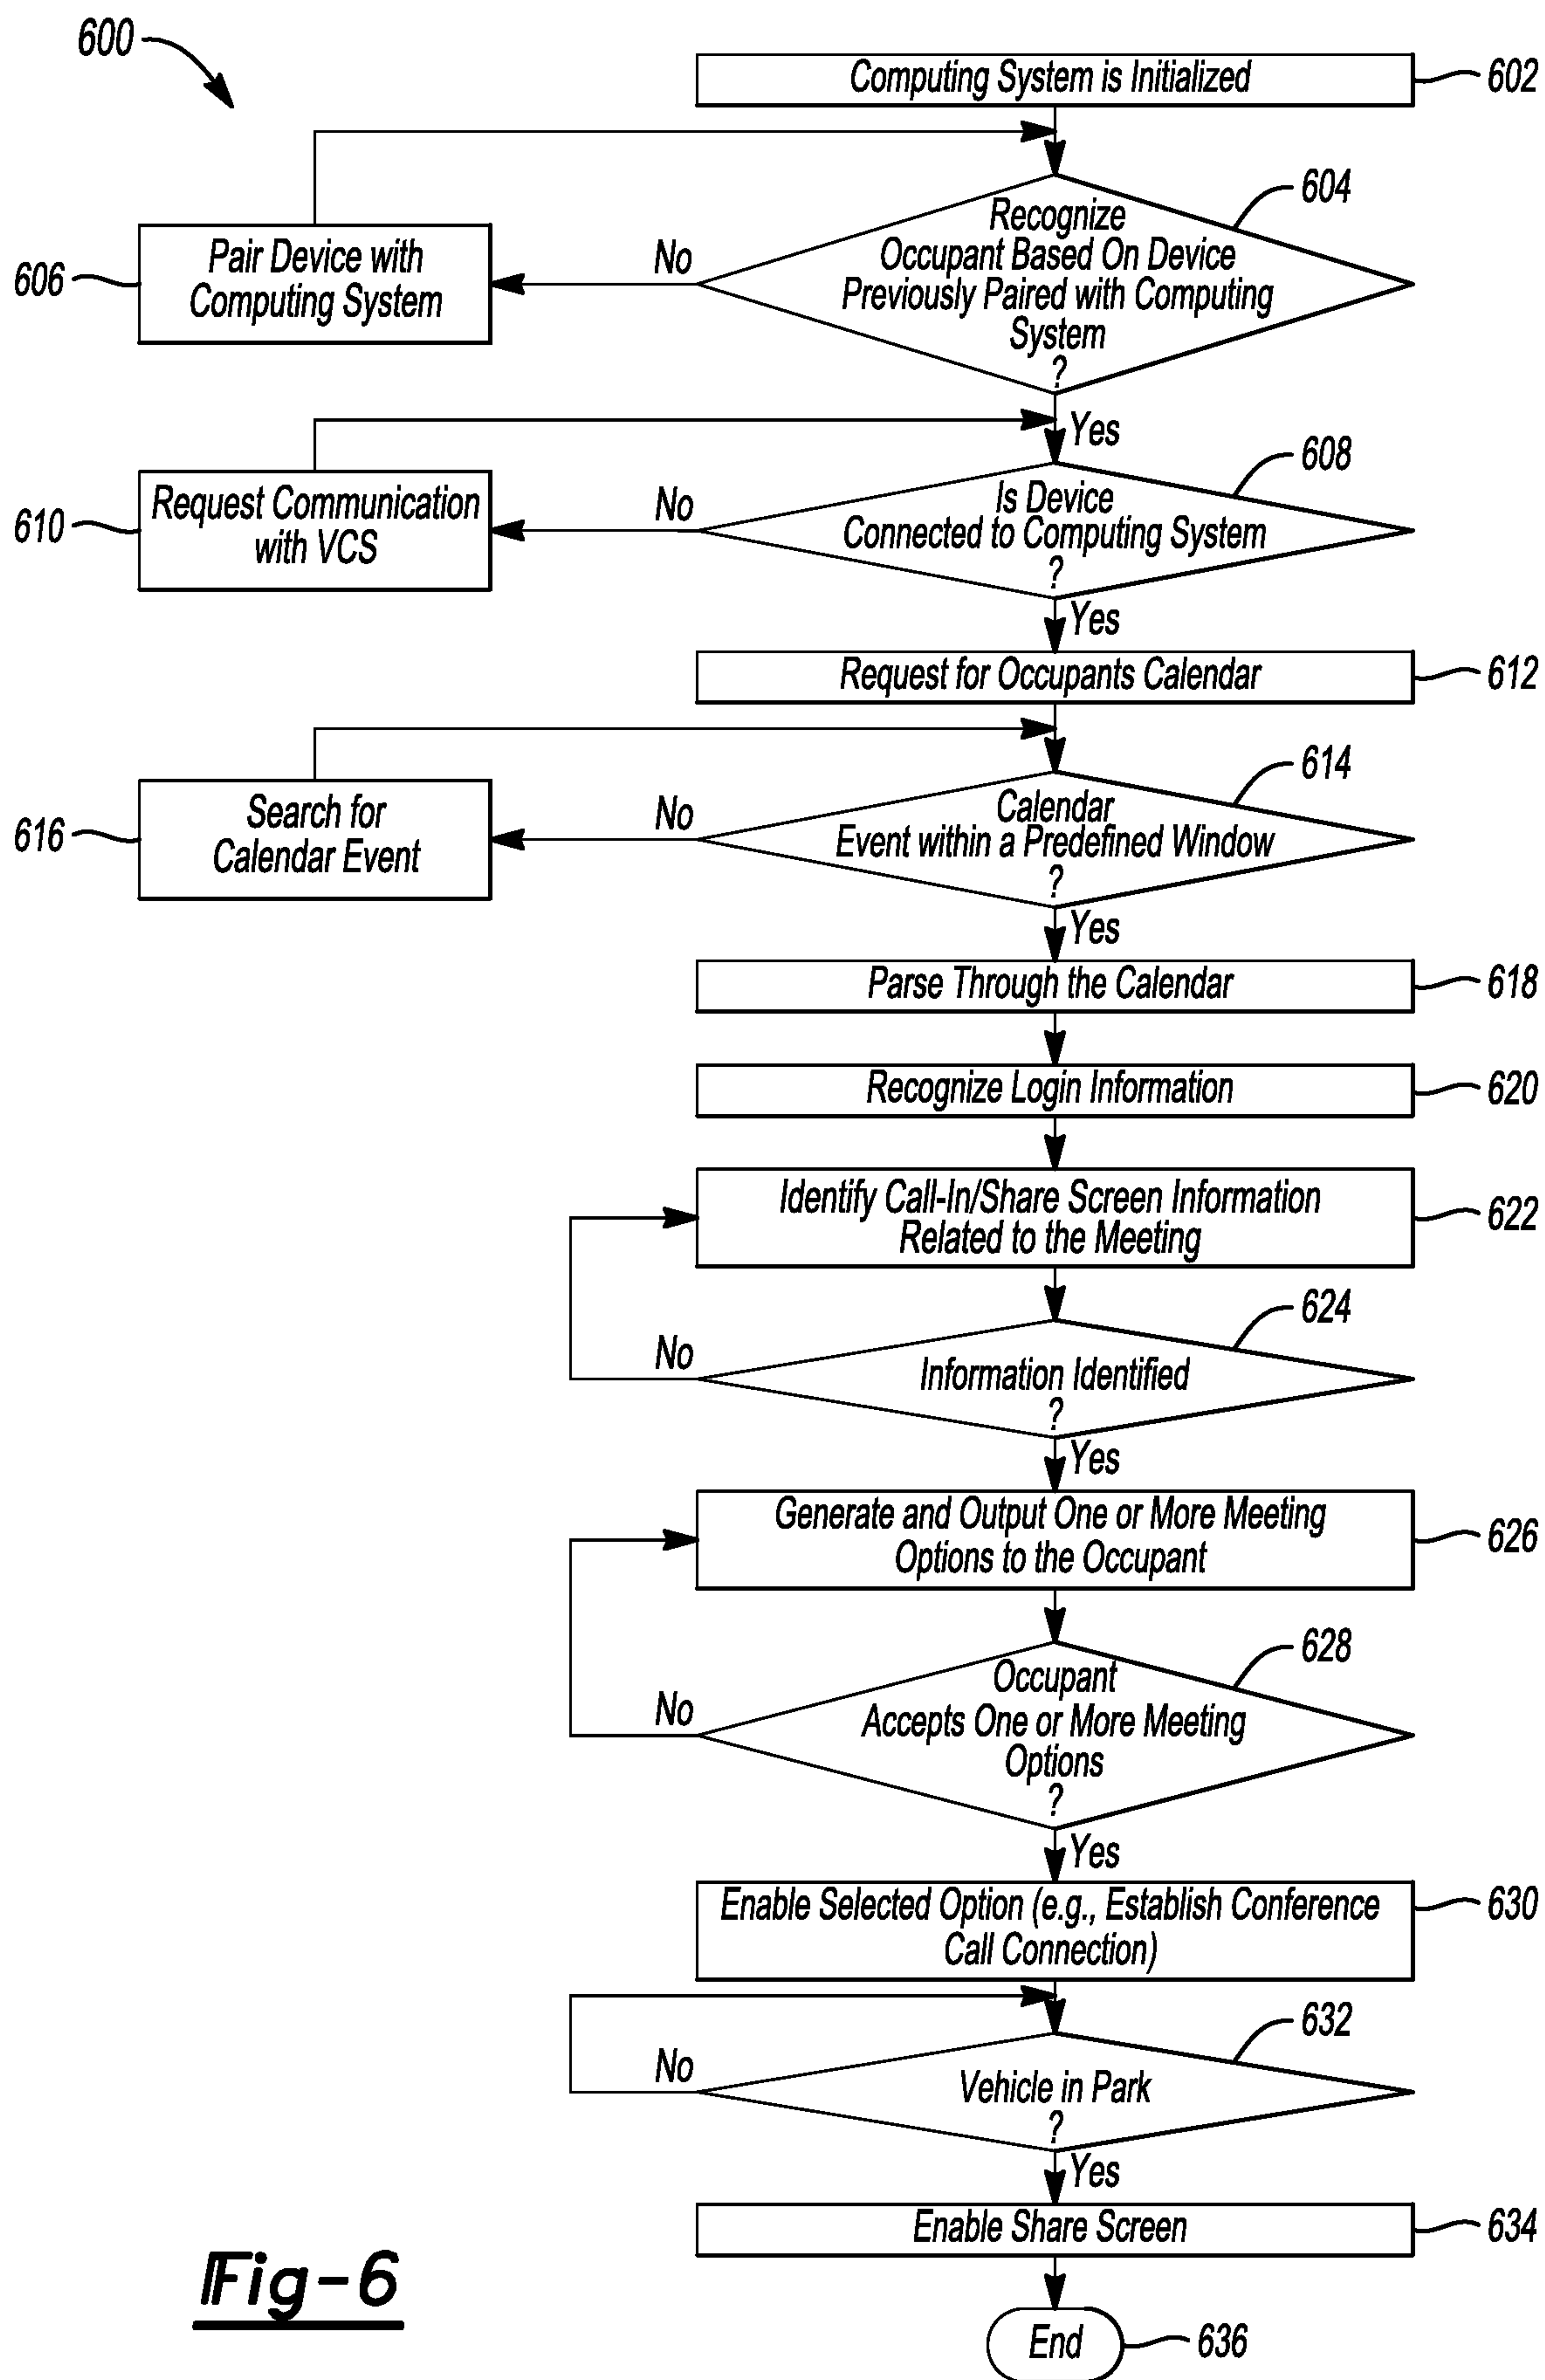 600
Computing System is Initialized
602
604
Recognize
Occupant Based On Device
Previously Paired with Computing
System
?
No
Pair Device with
Computing System
606
Yes
608
Is Device
Connected to Computing System
?
No
Request Communication
with VCS
610
Yes
Request for Occupants Calendar
612
614
Calendar
Event within a Predefined Window
?
No
Search for
Calendar Event
616
Yes
Parse Through the Calendar
618
Recognize Login Information
620
Identify Call-In/Share Screen Information
Related to the Meeting
622
624
Information Identified
?
No
Yes
Generate and Output One or More Meeting
Options to the Occupant
626
628
Occupant
Accepts One or More Meeting
Options
?
No
Yes
Enable Selected Option (e.g., Establish Conference
Call Connection)
630
632
Vehicle in Park
?
No
Yes
Enable Share Screen
634
End
636
Fig-6